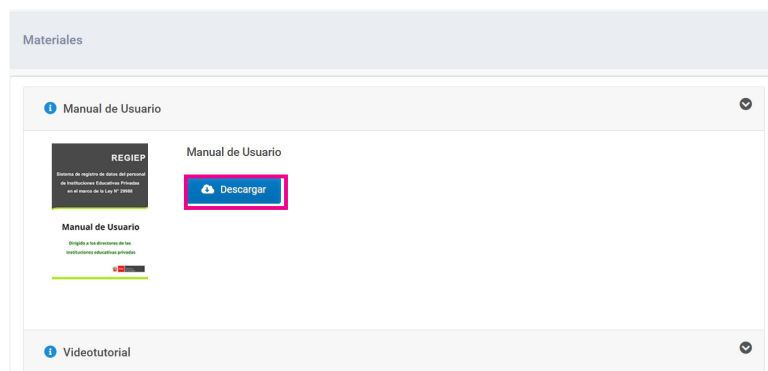 Materiales
Manual de Usuario
REGIEP
Sistema de registro de datos del personal
de Instituciones Educativas Privadas
en el marco de la Ley N° 29988
Manual de Usuario
Dirigido a los directores de las
instituciones educativas privadas
Manual de Usuario
Descargar
Videotutorial